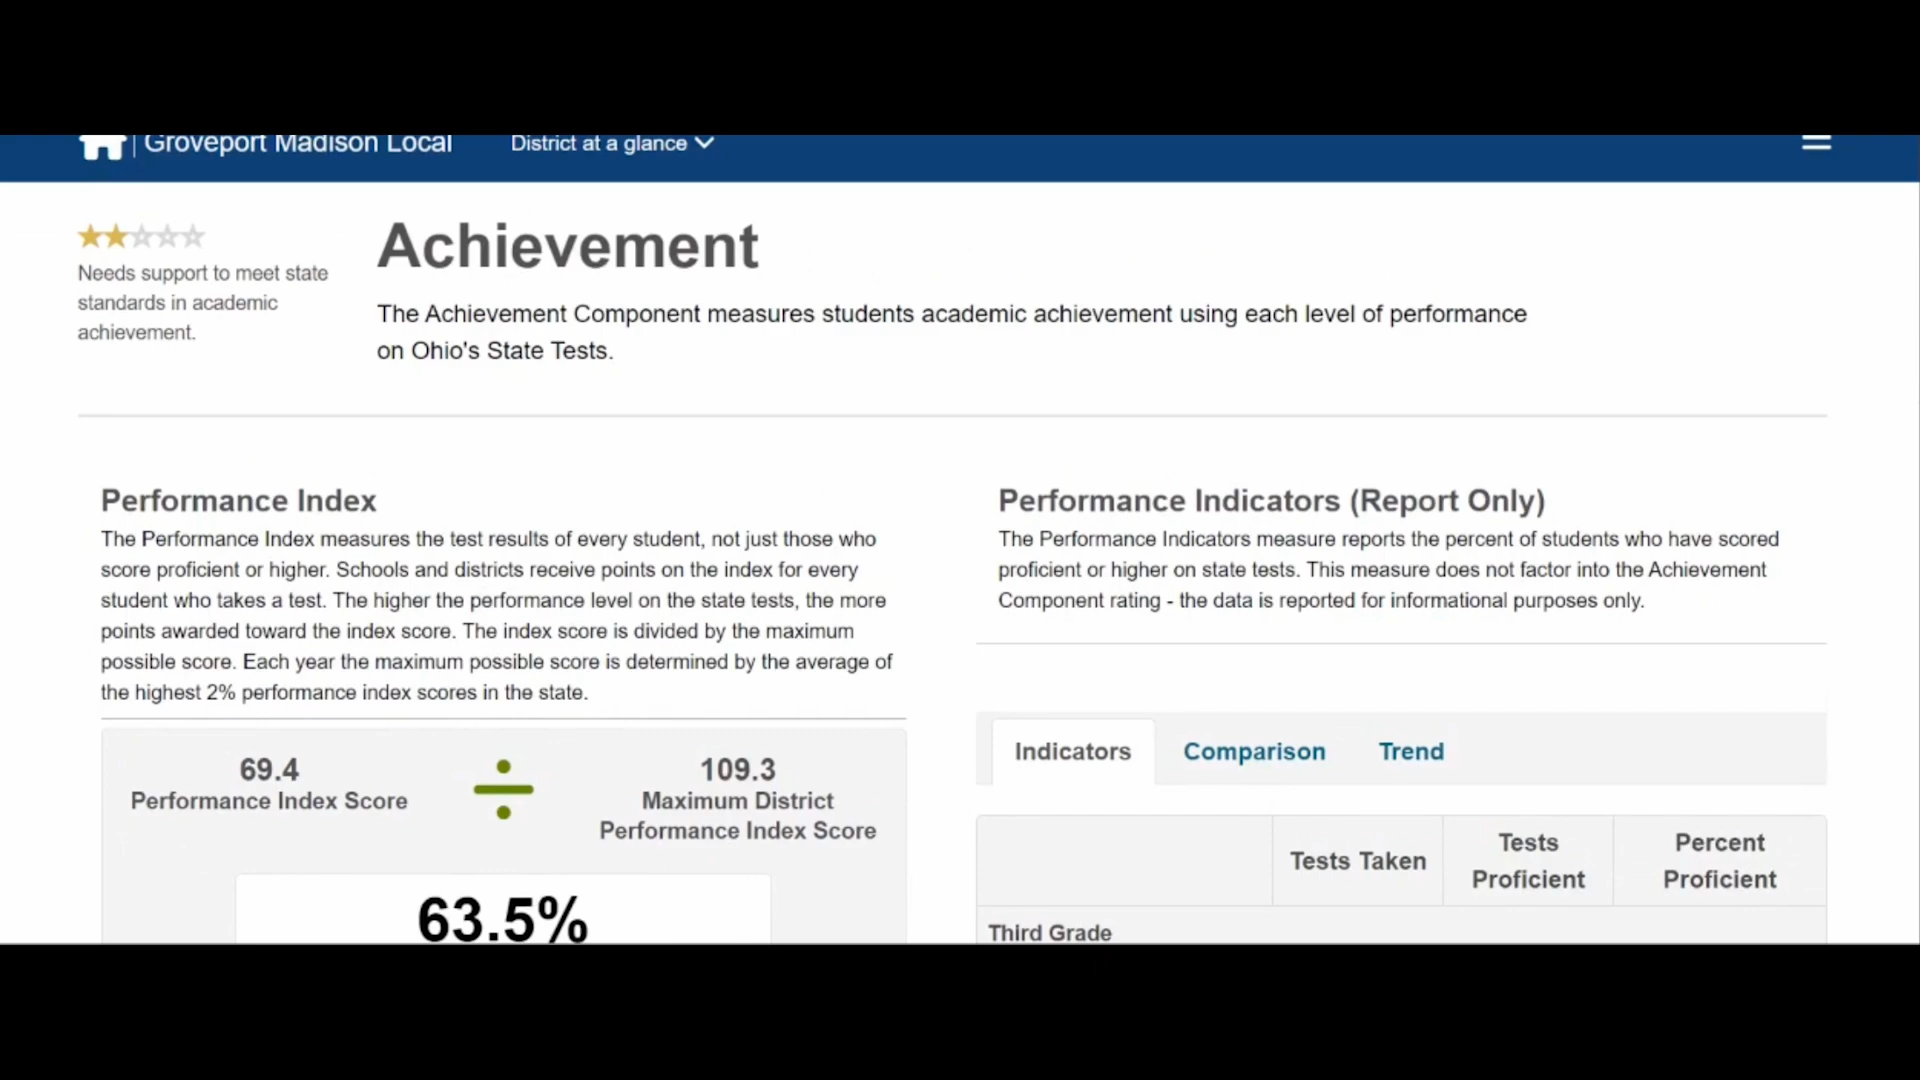 Groveport Madison Local
District at a glance
Needs support to meet state
standards in academic
achievement.
Achievement
The Achievement Component measures students academic achievement using each level of performance
on Ohio's State Tests.
Performance Index
The Performance Index measures the test results of every student, not just those who
score proficient or higher. Schools and districts receive points on the index for every
student who takes a test. The higher the performance level on the state tests, the more
points awarded toward the index score. The index score is divided by the maximum
possible score. Each year the maximum possible score is determined by the average of
the highest 2% performance index scores in the state.
69.4
Performance Index Score
÷
109.3
Maximum District
Performance Index Score
63.5%
Performance Indicators (Report Only)
The Performance Indicators measure reports the percent of students who have scored
proficient or higher on state tests. This measure does not factor into the Achievement
Component rating - the data is reported for informational purposes only.
Indicators
Comparison
Trend
Tests Taken
Tests
Proficient
Percent
Proficient
Third Grade